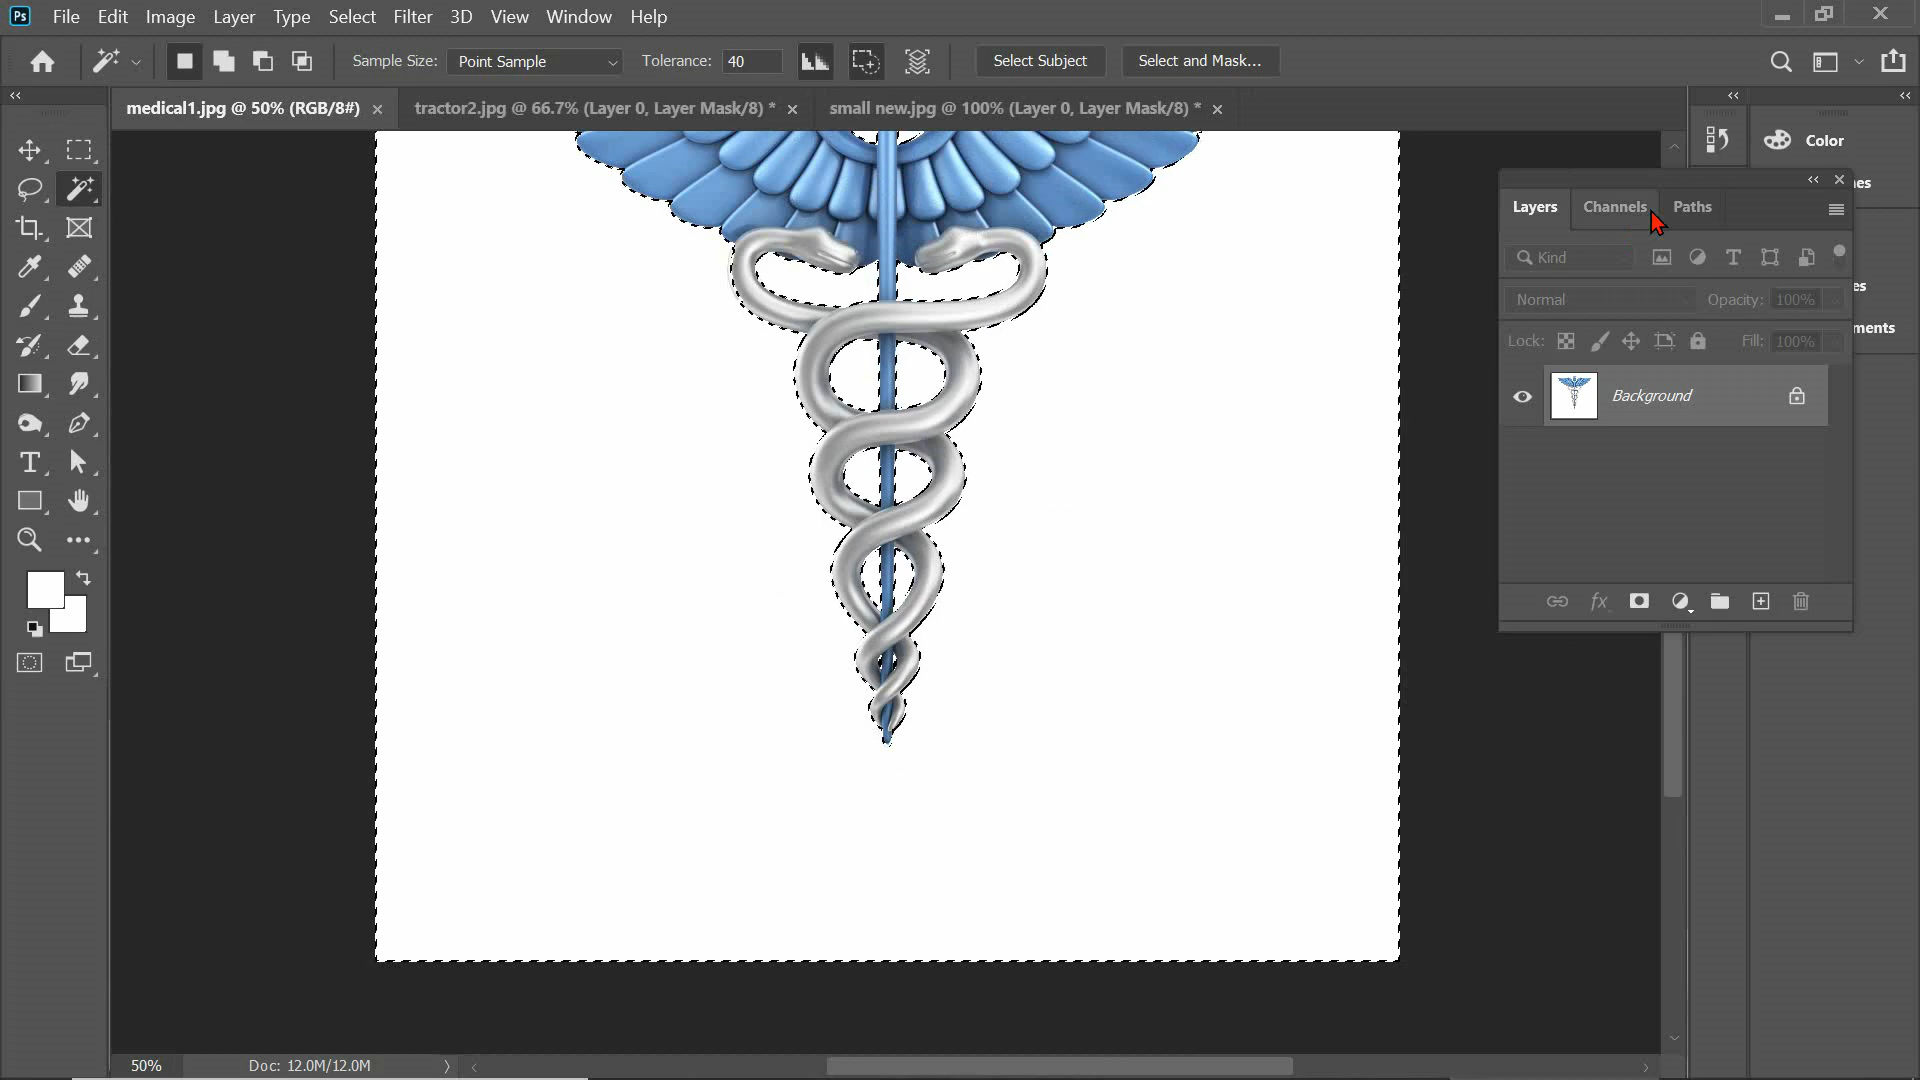 Ps File Edit Image Layer Type Select Filter 3D View Window Help
Sample Size: Point Sample Tolerance: 40 Select Subject Select and Mask...
medical1.jpg @ 50% (RGB/8#) × tractor2.jpg @ 66.7% (Layer 0, Layer Mask/8) * × small new.jpg @ 100% (Layer 0, Layer Mask/8) * ×
Color
Layers Channels Paths
Kind
Normal Opacity: 100%
Lock: Fill: 100%
Background
fx
50% Doc: 12.0M/12.0M